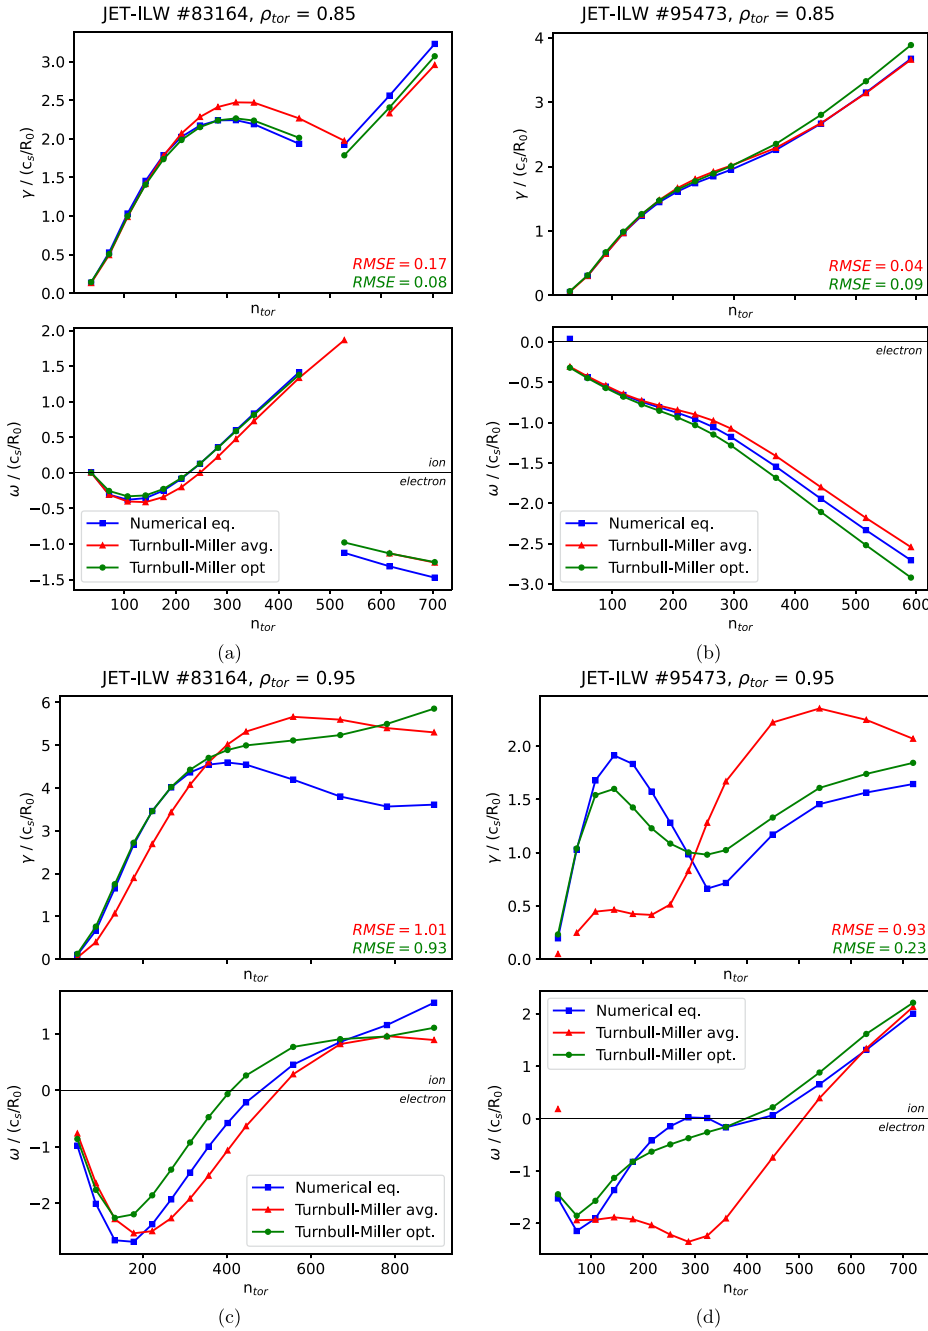 JET-ILW #83164, ρtor = 0.85
3.0
2.5
2.0
1.5
1.0
0.5
0.0
γ / (cs/R0)
RMSE = 0.17
RMSE = 0.08
ntor
2.0
1.5
1.0
0.5
0.0
−0.5
−1.0
−1.5
ω / (cs/R0)
ion
electron
Numerical eq.
Turnbull-Miller avg.
Turnbull-Miller opt
100 200 300 400 500 600 700
ntor
(a)
JET-ILW #95473, ρtor = 0.85
4
3
2
1
0
γ / (cs/R0)
RMSE = 0.04
RMSE = 0.09
ntor
0.0
−0.5
−1.0
−1.5
−2.0
−2.5
−3.0
ω / (cs/R0)
electron
Numerical eq.
Turnbull-Miller avg.
Turnbull-Miller opt.
100 200 300 400 500 600
ntor
(b)
JET-ILW #83164, ρtor = 0.95
6
5
4
3
2
1
0
γ / (cs/R0)
RMSE = 1.01
RMSE = 0.93
ntor
1
0
−1
−2
ω / (cs/R0)
ion
electron
Numerical eq.
Turnbull-Miller avg.
Turnbull-Miller opt.
200 400 600 800
ntor
(c)
JET-ILW #95473, ρtor = 0.95
2.0
1.5
1.0
0.5
0.0
γ / (cs/R0)
RMSE = 0.93
RMSE = 0.23
ntor
2
1
0
−1
−2
ω / (cs/R0)
Numerical eq.
Turnbull-Miller avg.
Turnbull-Miller opt.
ion
electron
100 200 300 400 500 600 700
ntor
(d)